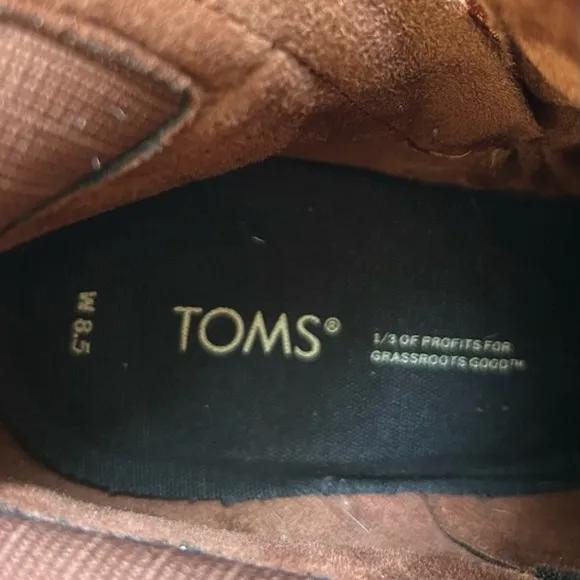 W 8.5
TOMS®
1/3 OF PROFITS FOR
GRASSROOTS GOOD™